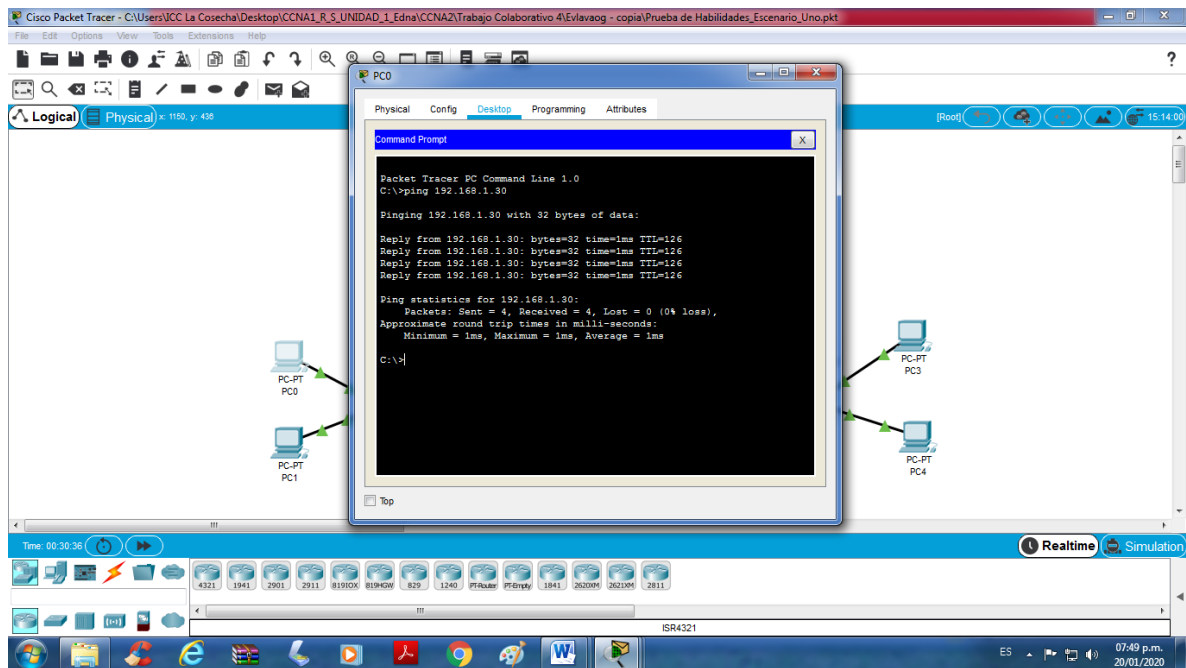 Cisco Packet Tracer - C:\Users\ICC La Cosecha\Desktop\CCNA1_R_S_UNIDAD_1_Edna\CCNA2\Trabajo Colaborativo 4\Evlavaog - copia\Prueba de Habilidades_Escenario_Uno.pkt
File Edit Options View Tools Extensions Help
?
PC0
X
Logical
Physical
x: 1150, y: 436
[Root]
15:14:00
Physical Config Desktop Programming Attributes
Command Prompt
X
Packet Tracer PC Command Line 1.0
C:\>ping 192.168.1.30
Pinging 192.168.1.30 with 32 bytes of data:
Reply from 192.168.1.30: bytes=32 time=1ms TTL=126
Reply from 192.168.1.30: bytes=32 time=1ms TTL=126
Reply from 192.168.1.30: bytes=32 time=1ms TTL=126
Reply from 192.168.1.30: bytes=32 time=1ms TTL=126
Ping statistics for 192.168.1.30:
Packets: Sent = 4, Received = 4, Lost = 0 (0% loss),
Approximate round trip times in milli-seconds:
Minimum = 1ms, Maximum = 1ms, Average = 1ms
C:\>
Top
PC-PT
PC0
PC-PT
PC1
PC-PT
PC3
PC-PT
PC4
Time: 00:30:36
Realtime
Simulation
4321 1941 2901 2911 819IOX 819HGW 829 1240 PT-Router PT-Empty 1841 2620XM 2621XM 2811
ISR4321
ES
07:49 p.m.
20/01/2020